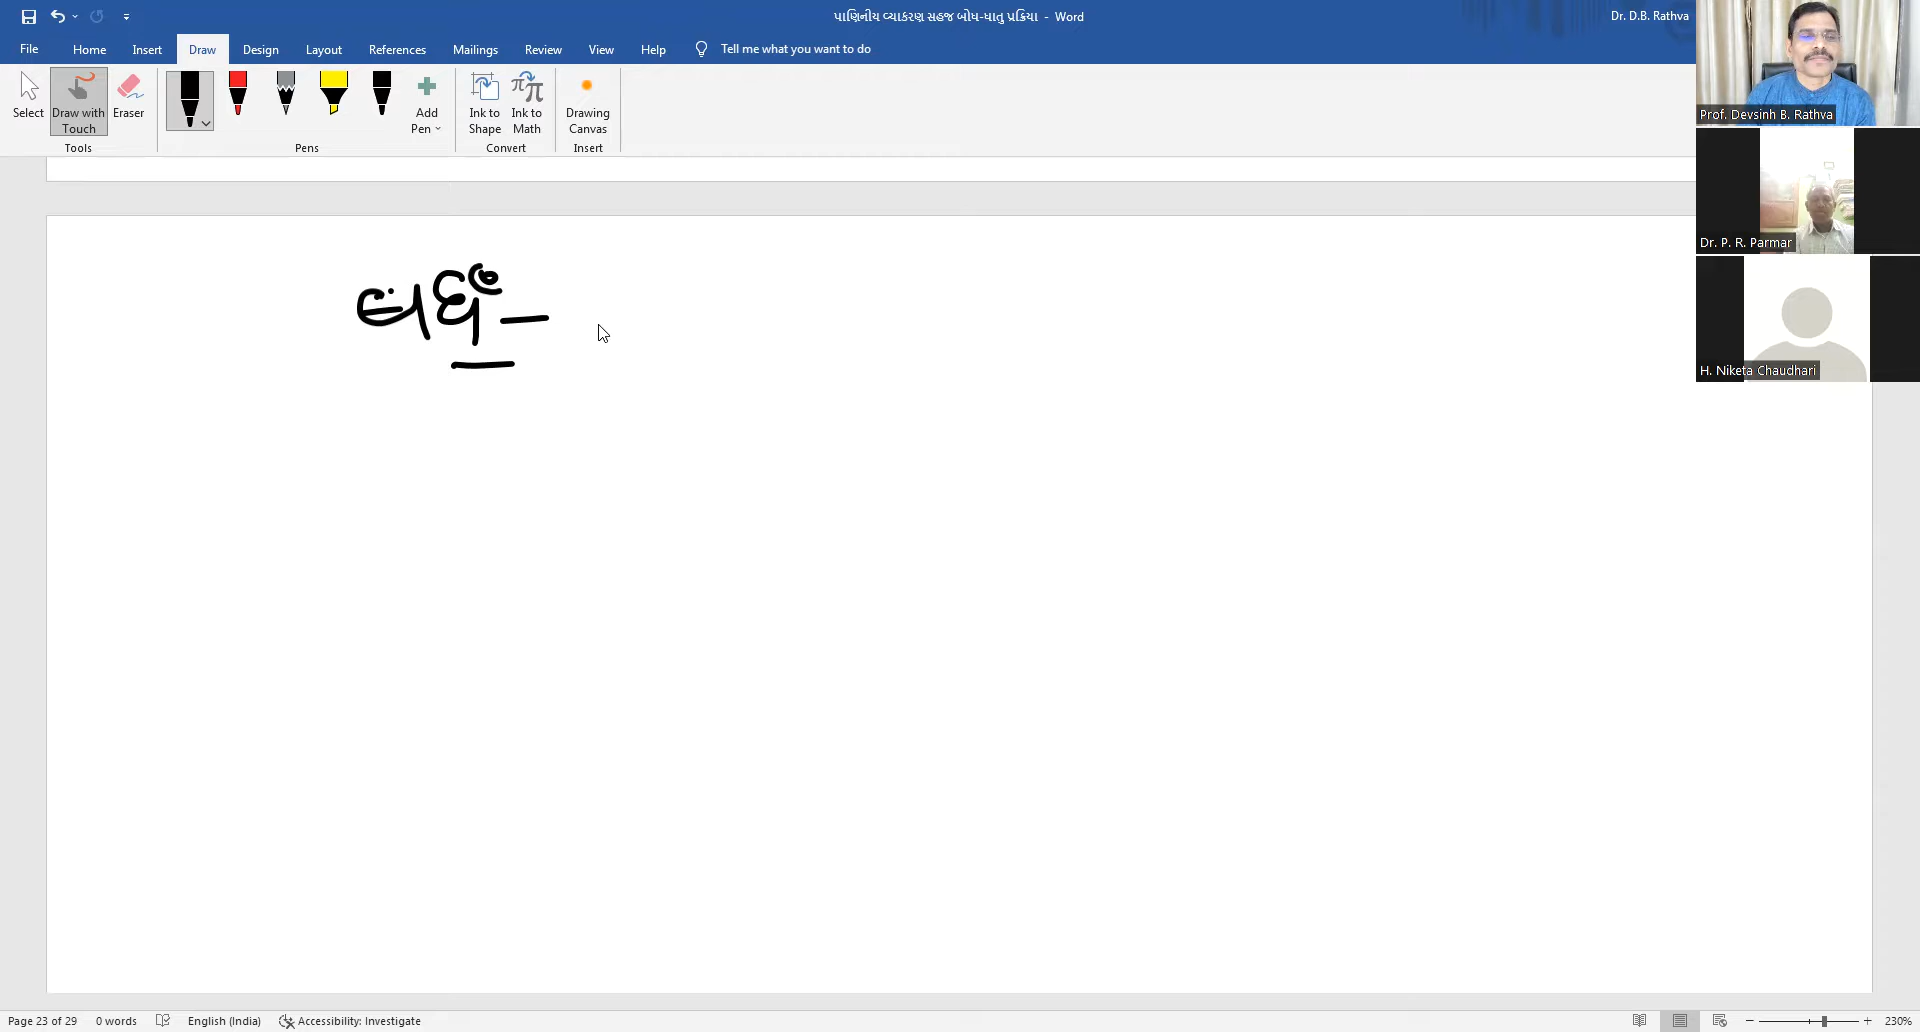 પાણિનીય વ્યાકરણ સહજ બોધ-ધાતુ પ્રક્રિયા - Word
Dr. D.B. Rathva
File Home Insert Draw Design Layout References Mailings Review View Help Tell me what you want to do
Select Draw with Touch Eraser Add Pen Ink to Shape Ink to Math Drawing Canvas
Tools Pens Convert Insert
Prof. Devsinh B. Rathva
Dr. P. R. Parmar
H. Niketa Chaudhari
Page 23 of 29 0 words English (India) Accessibility: Investigate 230%